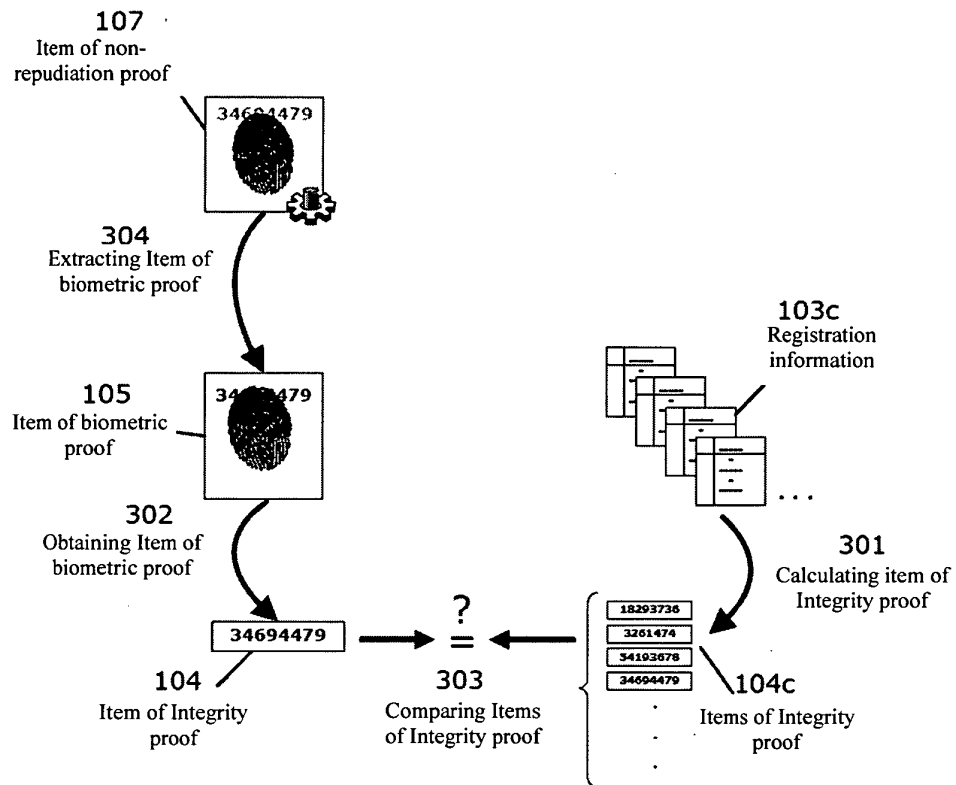 107
Item of non-
repudiation proof
34694479
304
Extracting Item of
biometric proof
103c
Registration
information
105
Item of biometric
proof
34694479
. . .
302
Obtaining Item of
biometric proof
301
Calculating item of
Integrity proof
34694479
?
=
18293736
3261474
54193678
34694479
104
Item of Integrity
proof
303
Comparing Items
of Integrity proof
104c
Items of Integrity
proof